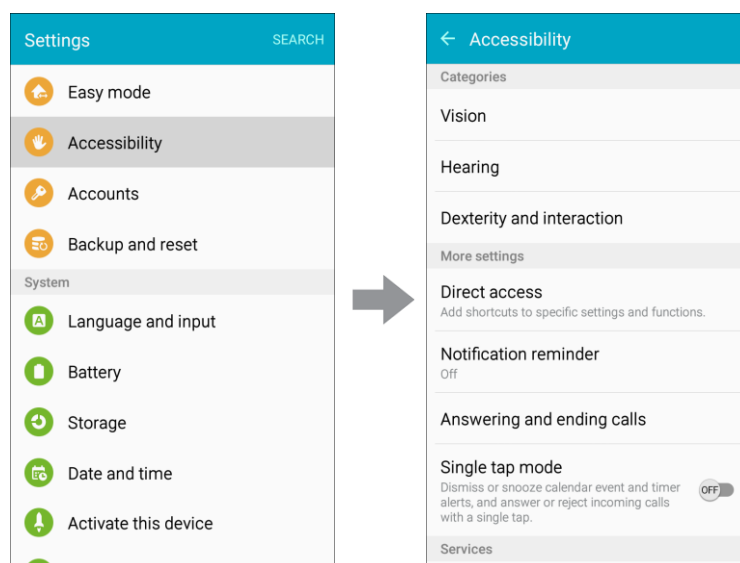 Settings
SEARCH
Easy mode
Accessibility
Accounts
Backup and reset
System
A
Language and input
Battery
Storage
Date and time
Activate this device
Accessibility
Categories
Vision
Hearing
Dexterity and interaction
More settings
Direct access
Add shortcuts to specific settings and functions.
Notification reminder
Off
Answering and ending calls
Single tap mode
Dismiss or snooze calendar event and timer
alerts, and answer or reject incoming calls
with a single tap.
OFF
Services